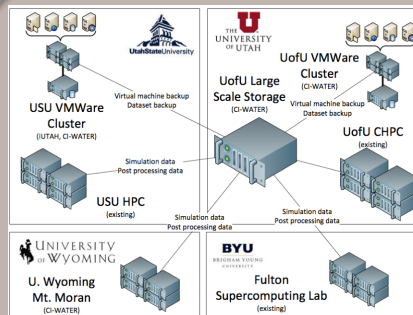 UtahStateUniversity
USU VMWare
Cluster
(iUTAH, CI-WATER)
Virtual machine backup
Dataset backup
Simulation data
Post processing data
USU HPC
(existing)
THE
UNIVERSITY
OF UTAH
UofU Large
Scale Storage
(CI-WATER)
UofU VMWare
Cluster
(CI-WATER)
Virtual machine backup
Dataset backup
UofU CHPC
(existing)
Simulation data
Post processing data
Simulation data
Post processing data
UNIVERSITY
OF WYOMING
U. Wyoming
Mt. Moran
(CI-WATER)
BYU
BRIGHAM YOUNG
UNIVERSITY
Fulton
Supercomputing Lab
(existing)